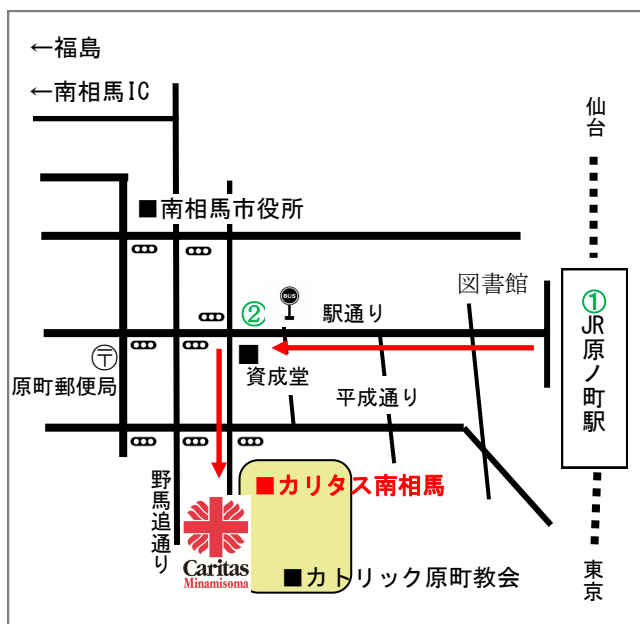 ←福島
←南相馬IC
仙台
■南相馬市役所
図書館
①
JR原ノ町駅
BUS
②
駅通り
〒
原町郵便局
資成堂
平成通り
野馬追通り
■カリタス南相馬
Caritas
Minamisoma
■カトリック原町教会
東京